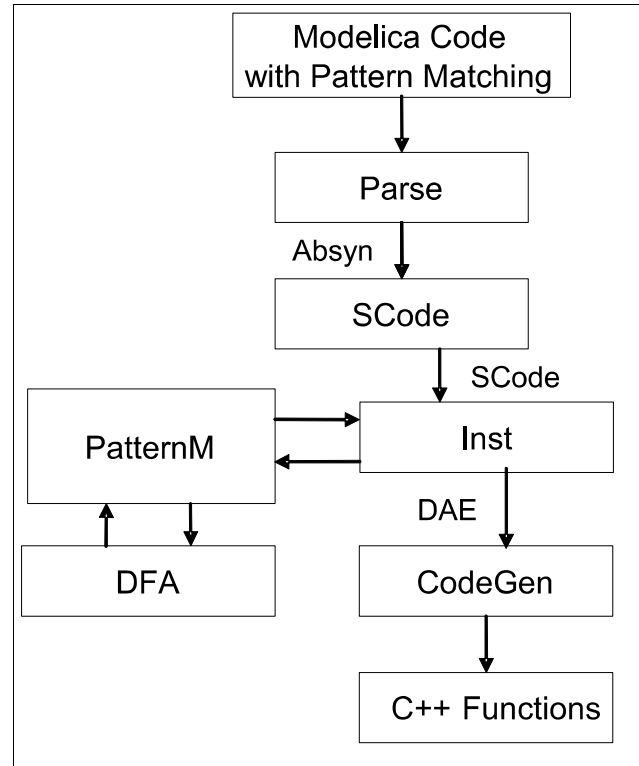 Modelica Code
with Pattern Matching
Parse
Absyn
SCode
SCode
PatternM
Inst
DAE
DFA
CodeGen
C++ Functions